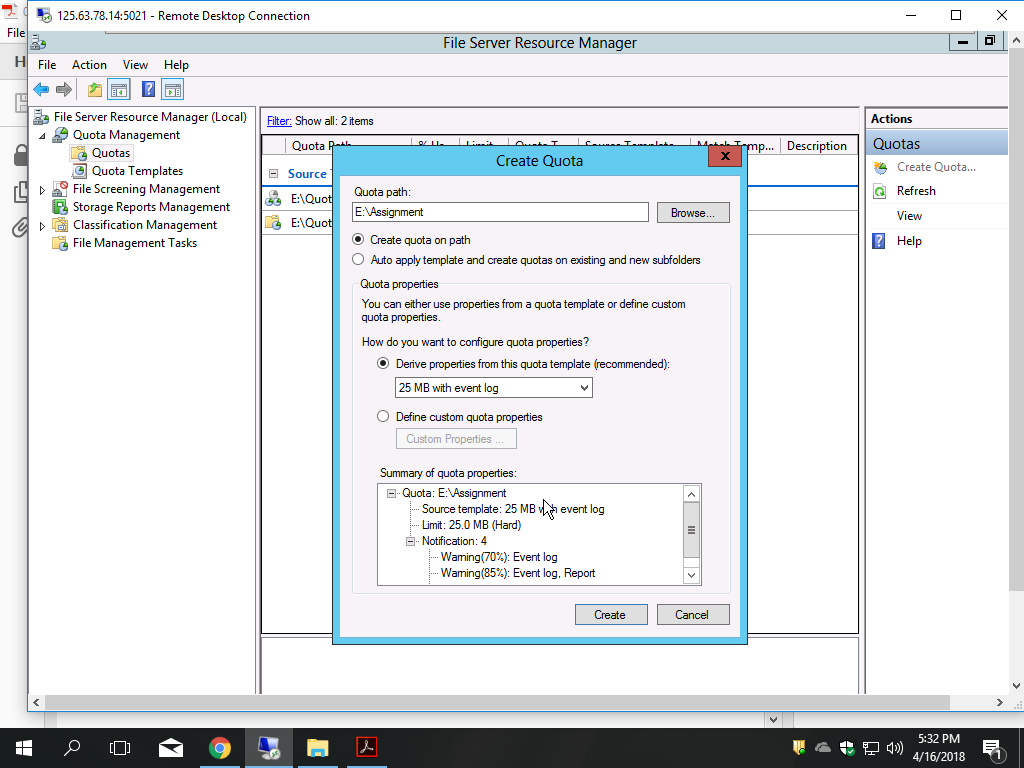 125.63.78.14:5021 - Remote Desktop Connection
File
File Server Resource Manager
File Action View Help
File Server Resource Manager (Local)
Quota Management
Quotas
Quota Templates
File Screening Management
Storage Reports Management
Classification Management
File Management Tasks
Filter: Show all: 2 items
Quota Limit Description
Source
E:\Quot
E:\Quot
Create Quota
X
Quota path:
E:\Assignment
Browse...
Create quota on path
Auto apply template and create quotas on existing and new subfolders
Quota properties
You can either use properties from a quota template or define custom
quota properties.
How do you want to configure quota properties?
Derive properties from this quota template (recommended):
25 MB with event log
Define custom quota properties
Custom Properties ...
Summary of quota properties:
Quota: E:\Assignment
Source template: 25 MB with event log
Limit: 25.0 MB (Hard)
Notification: 4
Warning(70%): Event log
Warning(85%): Event log, Report
Create
Cancel
Actions
Quotas
Create Quota...
Refresh
View
Help
5:32 PM
4/16/2018
1